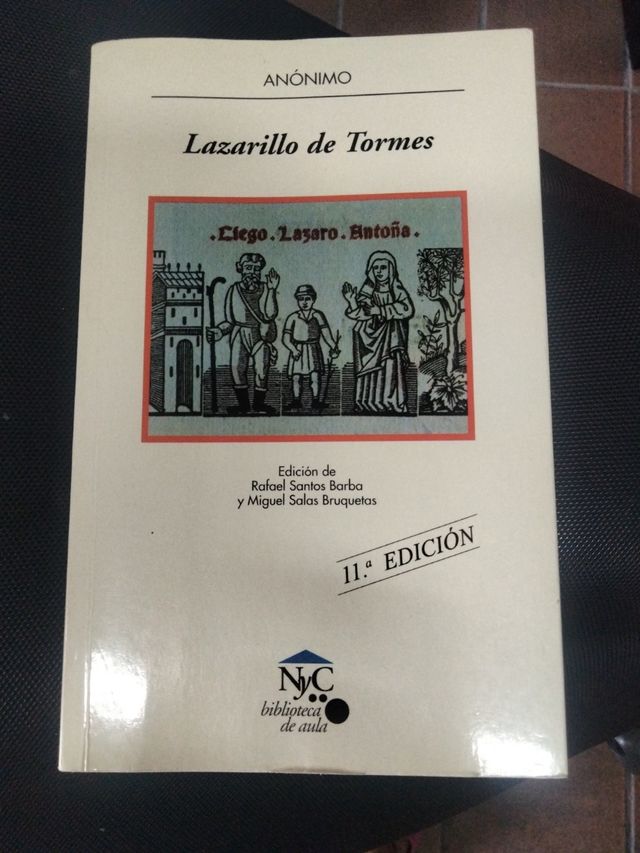 ANÓNIMO
Lazarillo de Tormes
·Ciego·Lazaro·Antoña·
Edición de
Rafael Santos Barba
y Miguel Salas Bruquetas
11.ª EDICIÓN
NyC
biblioteca
de aula